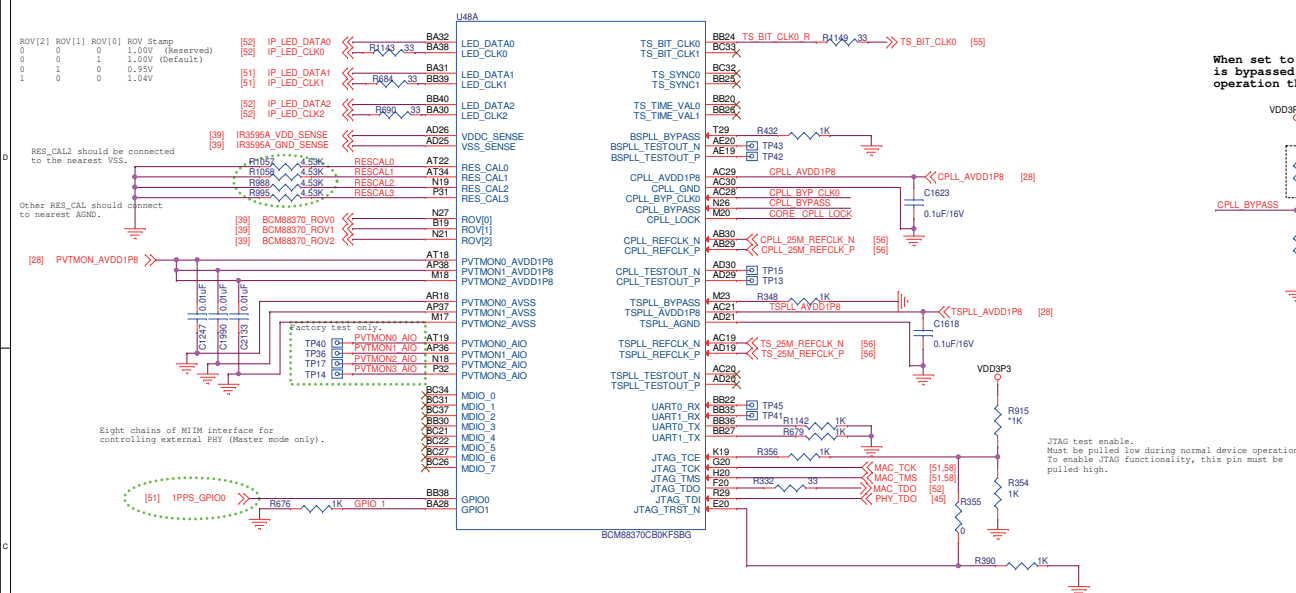 U48A
ROV[2] ROV[1] ROV[0] ROV Stamp
0 0 0 1.00V (Reserved)
0 0 1 1.00V (Default)
0 1 0 0.95V
1 0 0 1.04V
[52] IP_LED_DATA0 BA32 LED_DATA0
[52] IP_LED_CLK0 R1143 33 BA38 LED_CLK0
[51] IP_LED_DATA1 BA31 LED_DATA1
[51] IP_LED_CLK1 R684 33 BB39 LED_CLK1
[52] IP_LED_DATA2 BB40 LED_DATA2
[52] IP_LED_CLK2 R690 33 BA30 LED_CLK2
[39] IR3595A_VDD_SENSE AD26 VDDC_SENSE
[39] IR3595A_GND_SENSE AD25 VSS_SENSE
RES_CAL2 should be connected
to the nearest VSS.
R1057 4.53K RESCAL0 AT22 RES_CAL0
R1058 4.53K RESCAL1 AT34 RES_CAL1
R988 4.53K RESCAL2 N19 RES_CAL2
R995 4.53K RESCAL3 P31 RES_CAL3
Other RES_CAL should connect
to nearest AGND.
[39] BCM88370_ROV0 N27 ROV[0]
[39] BCM88370_ROV1 B19 ROV[1]
[39] BCM88370_ROV2 N21 ROV[2]
[28] PVTMON_AVDD1P8 AT18 PVTMON0_AVDD1P8
AP38 PVTMON1_AVDD1P8
M18 PVTMON2_AVDD1P8
C1247 0.01uF
C1990 0.01uF
C2133 0.01uF
AR18 PVTMON0_AVSS
AP37 PVTMON1_AVSS
M17 PVTMON2_AVSS
Factory test only.
TP40 PVTMON0_AIO AT19 PVTMON0_AIO
TP36 PVTMON1_AIO AP36 PVTMON1_AIO
TP17 PVTMON2_AIO N18 PVTMON2_AIO
TP14 PVTMON3_AIO P32 PVTMON3_AIO
BC34 MDIO_0
BC31 MDIO_1
BC37 MDIO_2
BB30 MDIO_3
BC21 MDIO_4
BC22 MDIO_5
BC27 MDIO_6
BC26 MDIO_7
Eight chains of MIIM interface for
controlling external PHY (Master mode only).
[51] 1PPS_GPIO0 BB38 GPIO0
R676 1K GPIO_1 BA28 GPIO1
TS_BIT_CLK0 BB24 TS_BIT_CLK0_R R1149 33 TS_BIT_CLK0 [55]
TS_BIT_CLK1 BC33
TS_SYNC0 BC32
TS_SYNC1 BB25
TS_TIME_VAL0 BB20
TS_TIME_VAL1 BB26
BSPLL_BYPASS T29 R432 1K
BSPLL_TESTOUT_N AE20 TP43
BSPLL_TESTOUT_P AE19 TP42
CPLL_AVDD1P8 AC29 CPLL_AVDD1P8 CPLL_AVDD1P8 [28]
CPLL_GND AC30
CPLL_BYP_CLK0 AC28 CPLL_BYP_CLK0
CPLL_BYPASS N26 CPLL_BYPASS
CPLL_LOCK M20 CORE_CPLL_LOCK
C1623
0.1uF/16V
CPLL_REFCLK_N AB30 CPLL_25M_REFCLK_N [56]
CPLL_REFCLK_P AB29 CPLL_25M_REFCLK_P [56]
CPLL_TESTOUT_N AD30 TP15
CPLL_TESTOUT_P AD29 TP13
TSPLL_BYPASS M23 R348 1K
TSPLL_AVDD1P8 AC21 TSPLL_AVDD1P8 TSPLL_AVDD1P8 [28]
TSPLL_AGND AD21
C1618
0.1uF/16V
TSPLL_REFCLK_N AC19 TS_25M_REFCLK_N [56]
TSPLL_REFCLK_P AD19 TS_25M_REFCLK_P [56]
TSPLL_TESTOUT_N AC20
TSPLL_TESTOUT_P AD20
UART0_RX BB22 TP45
UART1_RX BB35 TP41
UART0_TX BB36 R1142 1K
UART1_TX BB27 R679 1K
JTAG_TCE K19 R356 1K
JTAG_TCK G20 MAC_TCK [51,58]
JTAG_TMS H20 MAC_TMS [51,58]
JTAG_TDO F20 R332 33 MAC_TDO [52]
JTAG_TDI R29 PHY_TDO [45]
JTAG_TRST_N E20
BCM88370CB0KFSBG
VDD3P3
R915
*1K
R354
1K
R355
0
R390 1K
JTAG test enable.
Must be pulled low during normal device operation
To enable JTAG functionality, this pin must be
pulled high.
When set to
is bypassed
operation th
VDD3P
CPLL_BYPASS
D
C